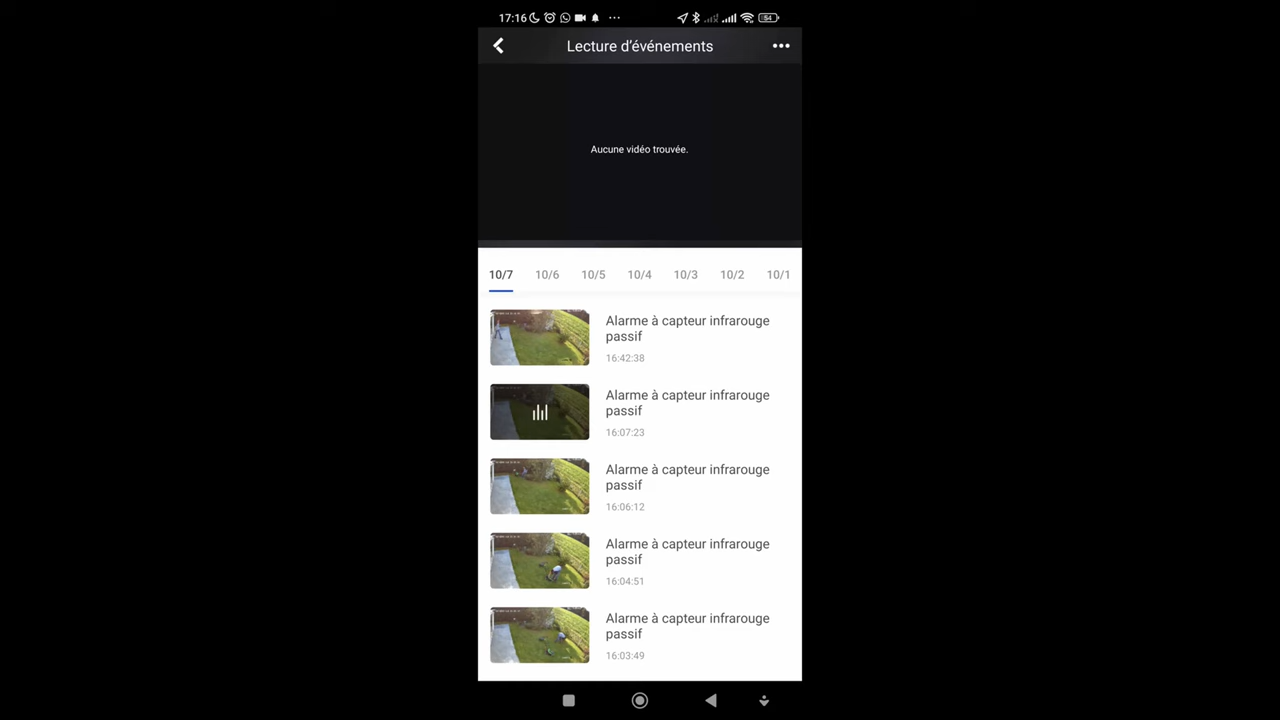 17:16
54
Lecture d'événements
Aucune vidéo trouvée.
10/7 10/6 10/5 10/4 10/3 10/2 10/1
Alarme à capteur infrarouge
passif
16:42:38
Alarme à capteur infrarouge
passif
16:07:23
Alarme à capteur infrarouge
passif
16:06:12
Alarme à capteur infrarouge
passif
16:04:51
Alarme à capteur infrarouge
passif
16:03:49